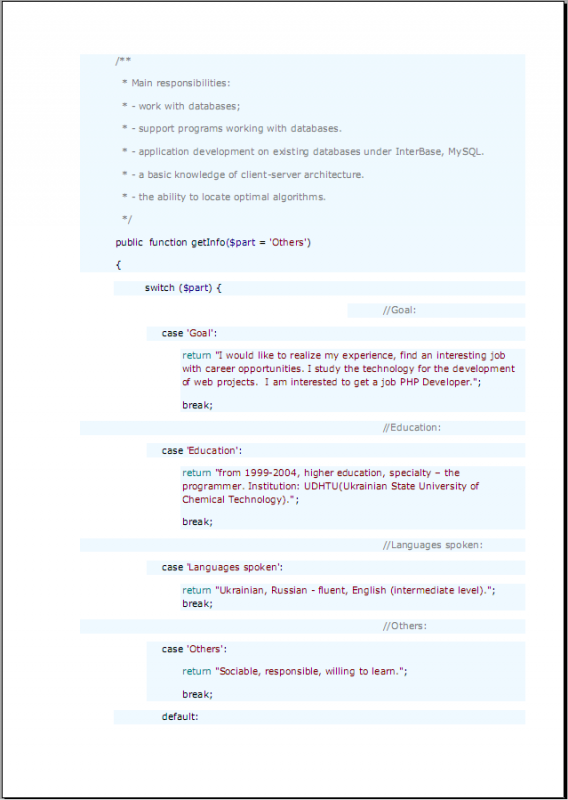 /**
* Main responsibilities:
* - work with databases;
* - support programs working with databases.
* - application development on existing databases under InterBase, MySQL.
* - a basic knowledge of client-server architecture.
* - the ability to locate optimal algorithms.
*/
public function getInfo($part = 'Others')
{
switch ($part) {
//Goal:
case 'Goal':
return "I would like to realize my experience, find an interesting job
with career opportunities. I study the technology for the development
of web projects.  I am interested to get a job PHP Developer.";
break;
//Education:
case 'Education':
return "from 1999-2004, higher education, specialty – the
programmer. Institution: UDHTU(Ukrainian State University of
Chemical Technology).";
break;
//Languages spoken:
case 'Languages spoken':
return "Ukrainian, Russian - fluent, English (intermediate level).";
break;
//Others:
case 'Others':
return "Sociable, responsible, willing to learn.";
break;
default: